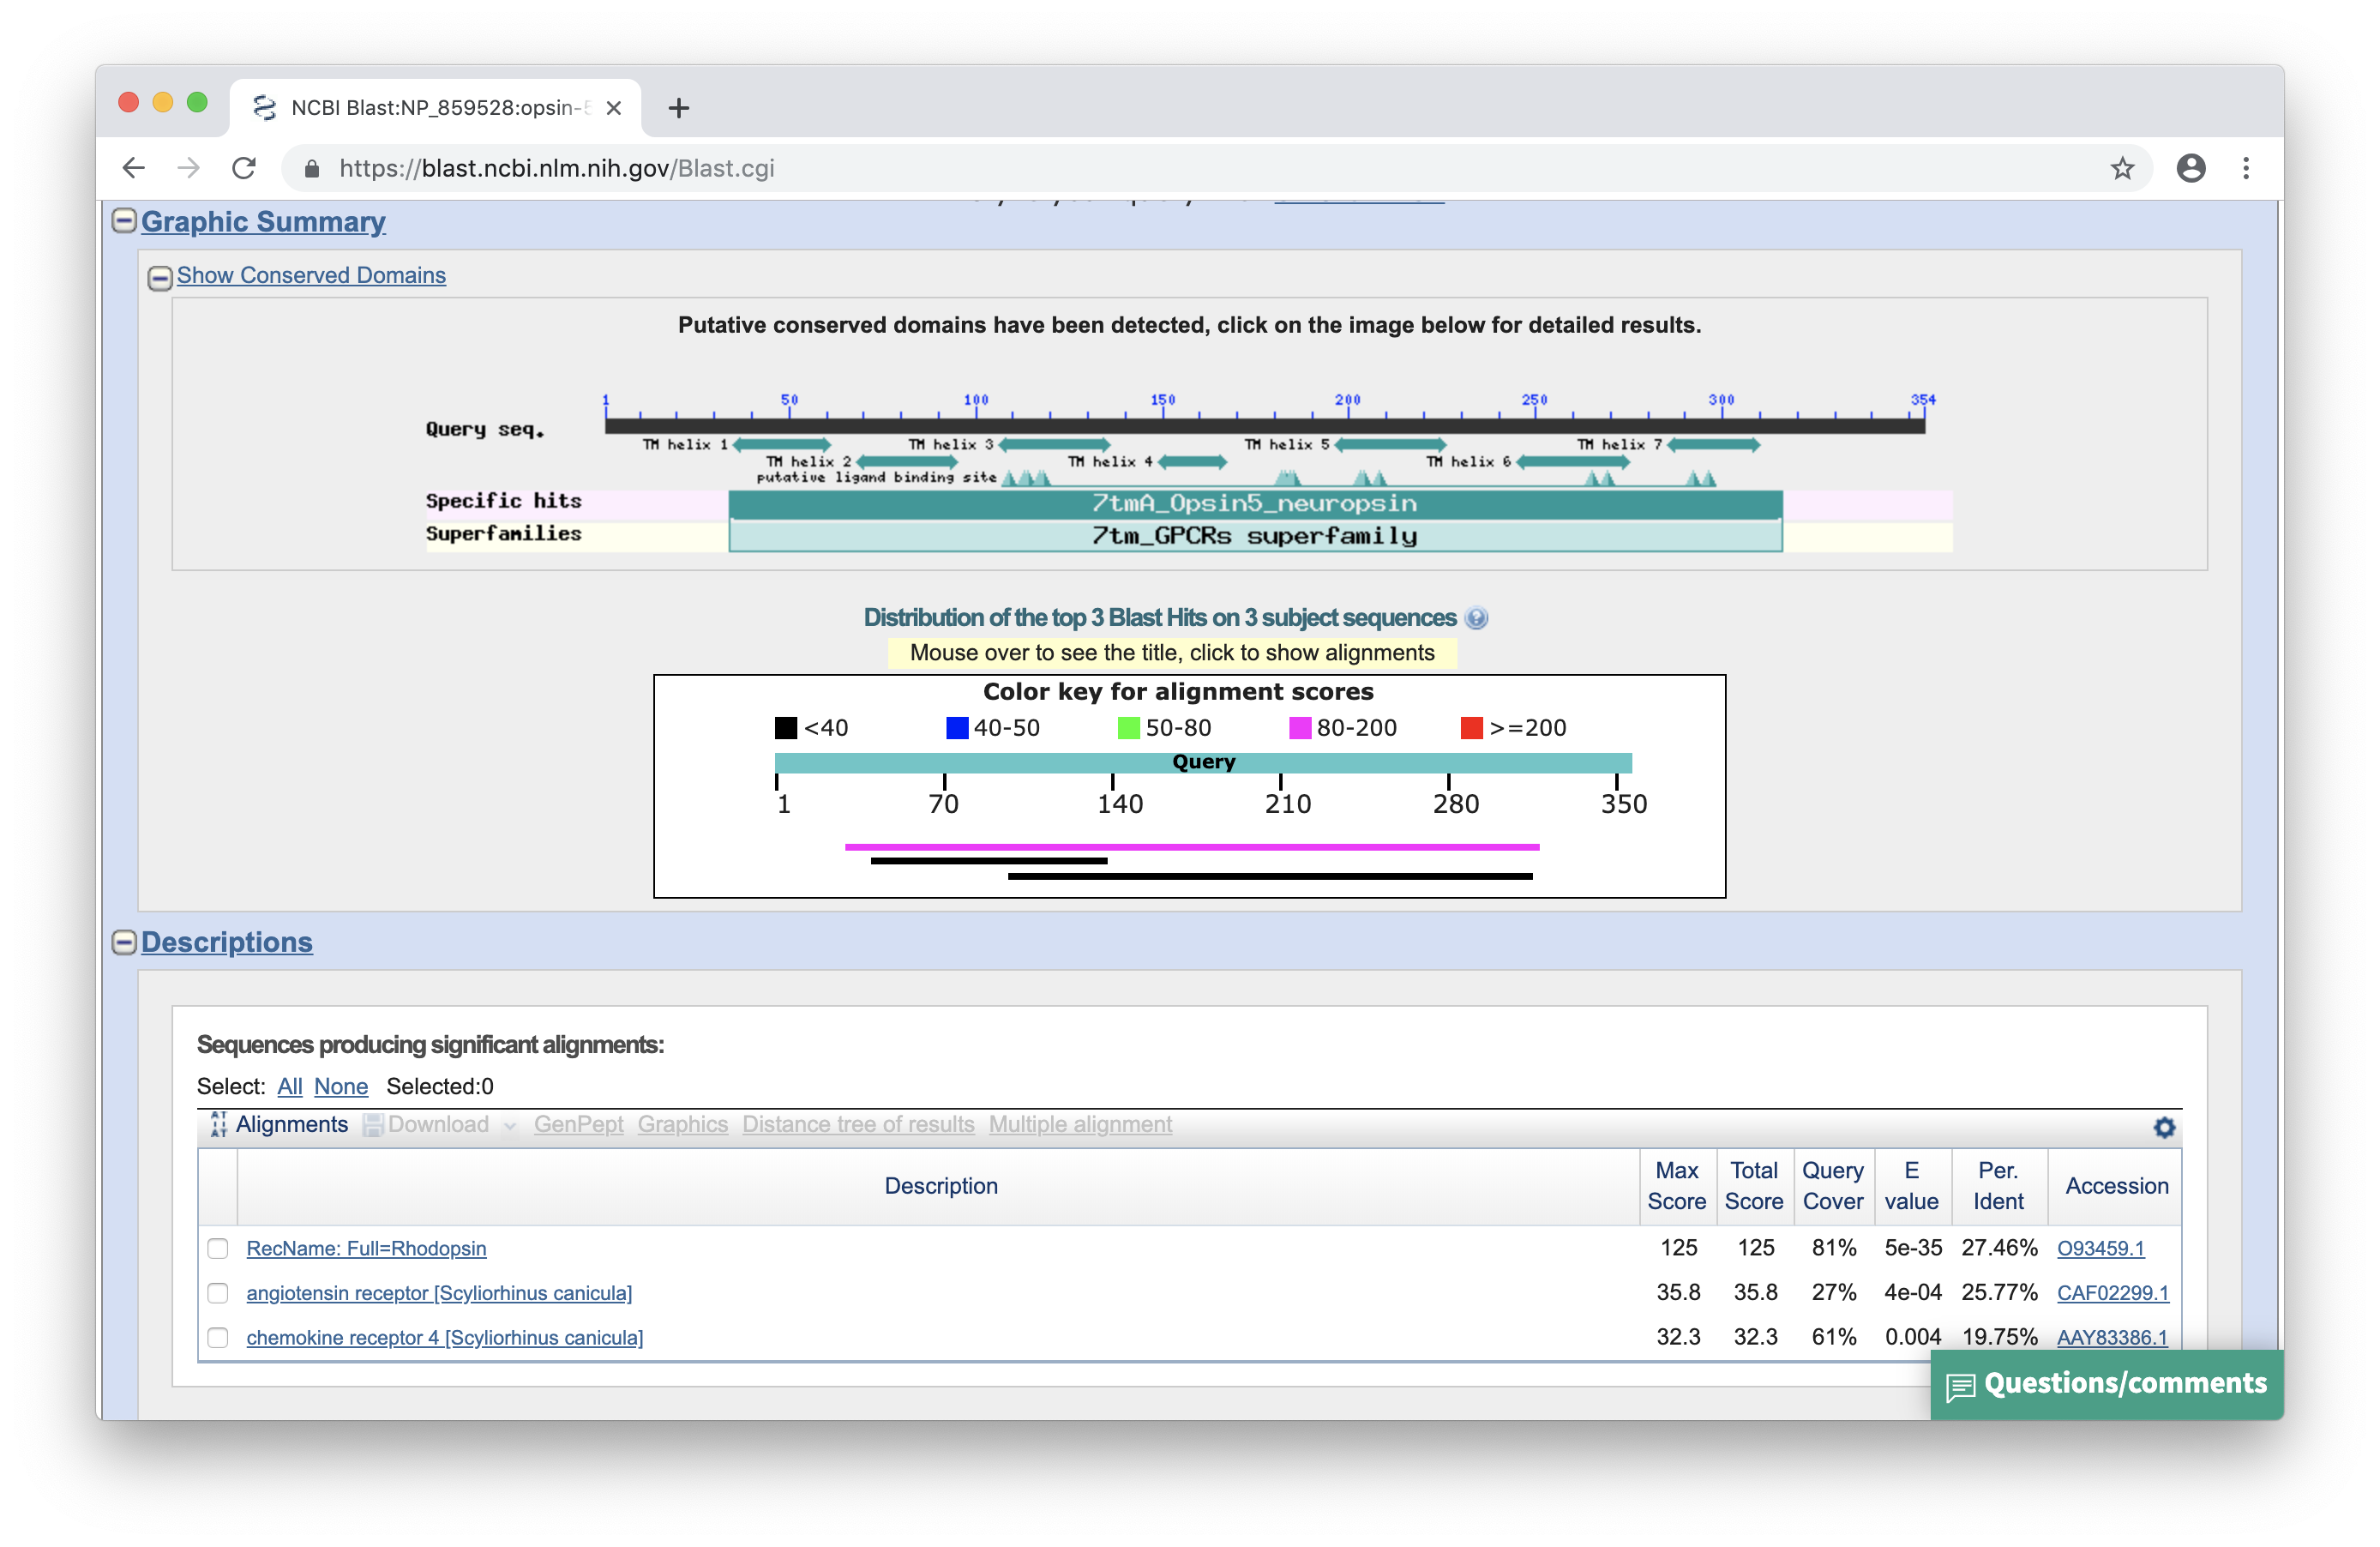 NCBI Blast:NP_859528:opsin-5
https://blast.ncbi.nlm.nih.gov/Blast.cgi
Graphic Summary
Show Conserved Domains
Putative conserved domains have been detected, click on the image below for detailed results.
1 50 100 150 200 250 300 354
Query seq.
TM helix 1 TM helix 3 TM helix 5 TM helix 7
TM helix 2 TM helix 4 TM helix 6
putative ligand binding site
Specific hits 7tmA_Opsin5_neuropsin
Superfamilies 7tm_GPCRs superfamily
Distribution of the top 3 Blast Hits on 3 subject sequences ?
Mouse over to see the title, click to show alignments
Color key for alignment scores
<40 40-50 50-80 80-200 >=200
Query
1 70 140 210 280 350
Descriptions
Sequences producing significant alignments:
Select: All None Selected:0
AT AT Alignments Download GenPept Graphics Distance tree of results Multiple alignment
Description Max Score Total Score Query Cover E value Per. Ident Accession
RecName: Full=Rhodopsin 125 125 81% 5e-35 27.46% O93459.1
angiotensin receptor [Scyliorhinus canicula] 35.8 35.8 27% 4e-04 25.77% CAF02299.1
chemokine receptor 4 [Scyliorhinus canicula] 32.3 32.3 61% 0.004 19.75% AAY83386.1
Questions/comments